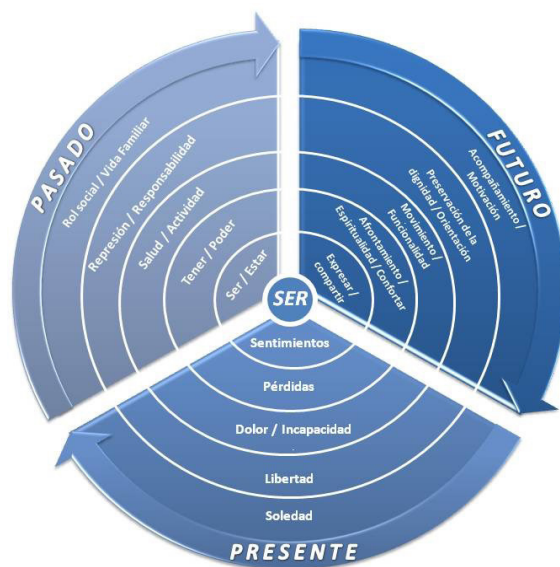 PASADO
Rol social / Vida Familiar
Represión / Responsabilidad
Salud / Actividad
Tener / Poder
Ser / Estar
FUTURO
Acompañamiento /
Motivación
Preservación de la
dignidad / Orientación
Movimiento /
Funcionalidad
Afrontamiento /
Espiritualidad / Confortar
Expresar /
compartir
SER
Sentimientos
Pérdidas
Dolor / Incapacidad
Libertad
Soledad
PRESENTE